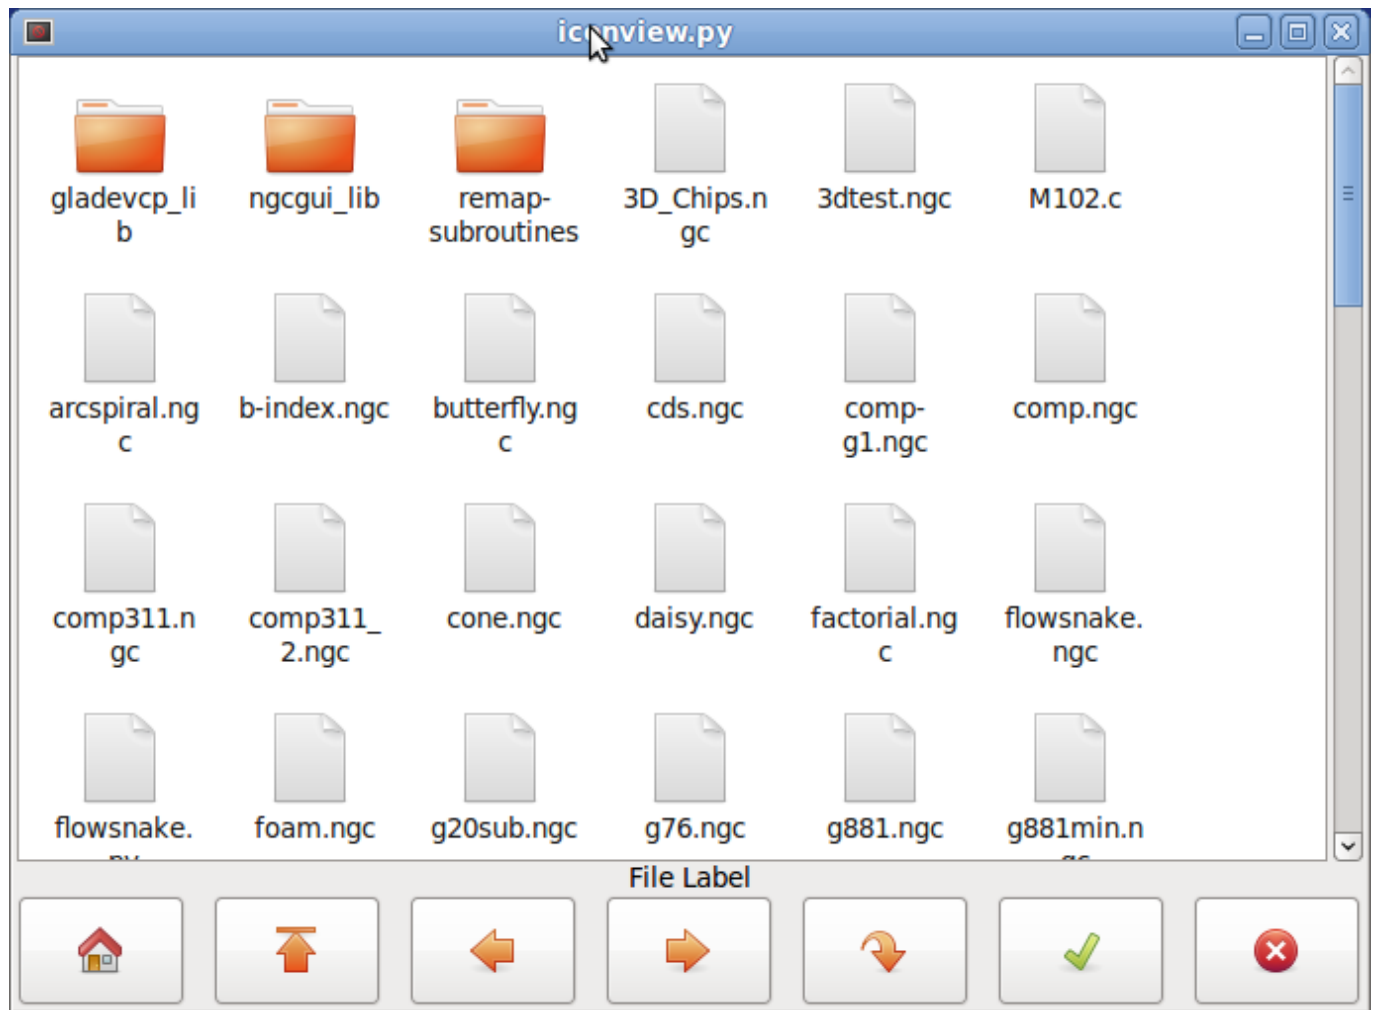 iconview.py
gladevcp_li
b
ngcgui_lib
remap-
subroutines
3D_Chips.n
gc
3dtest.ngc
M102.c
arcspiral.ng
c
b-index.ngc
butterfly.ng
c
cds.ngc
comp-
g1.ngc
comp.ngc
comp311.n
gc
comp311_
2.ngc
cone.ngc
daisy.ngc
factorial.ng
c
flowsnake.
ngc
flowsnake.
foam.ngc
g20sub.ngc
g76.ngc
g881.ngc
g881min.n
File Label